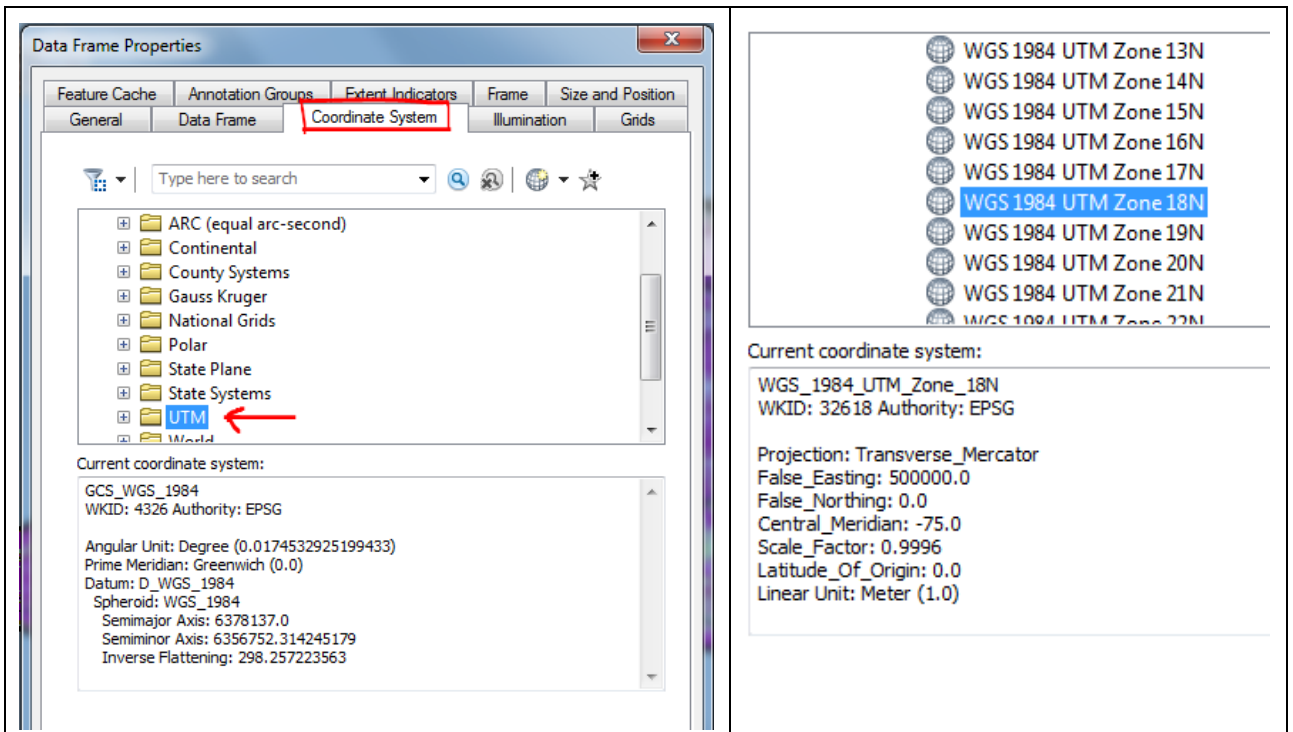 Data Frame Properties
Feature Cache Annotation Groups Extent Indicators Frame Size and Position
General Data Frame Coordinate System Illumination Grids
Type here to search
ARC (equal arc-second)
Continental
County Systems
Gauss Kruger
National Grids
Polar
State Plane
State Systems
UTM
World
Current coordinate system:
GCS_WGS_1984
WKID: 4326 Authority: EPSG
Angular Unit: Degree (0.0174532925199433)
Prime Meridian: Greenwich (0.0)
Datum: D_WGS_1984
Spheroid: WGS_1984
Semimajor Axis: 6378137.0
Semiminor Axis: 6356752.314245179
Inverse Flattening: 298.257223563
WGS 1984 UTM Zone 13N
WGS 1984 UTM Zone 14N
WGS 1984 UTM Zone 15N
WGS 1984 UTM Zone 16N
WGS 1984 UTM Zone 17N
WGS 1984 UTM Zone 18N
WGS 1984 UTM Zone 19N
WGS 1984 UTM Zone 20N
WGS 1984 UTM Zone 21N
WGS 1984 UTM Zone 22N
Current coordinate system:
WGS_1984_UTM_Zone_18N
WKID: 32618 Authority: EPSG
Projection: Transverse_Mercator
False_Easting: 500000.0
False_Northing: 0.0
Central_Meridian: -75.0
Scale_Factor: 0.9996
Latitude_Of_Origin: 0.0
Linear Unit: Meter (1.0)